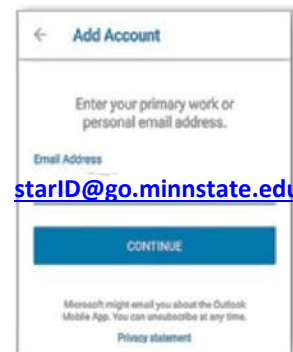 ← Add Account
Enter your primary work or
personal email address.
Email Address
starID@go.minnstate.edu
CONTINUE
Microsoft might email you about the Outlook
Mobile App. You can unsubscribe at any time.
Privacy statement